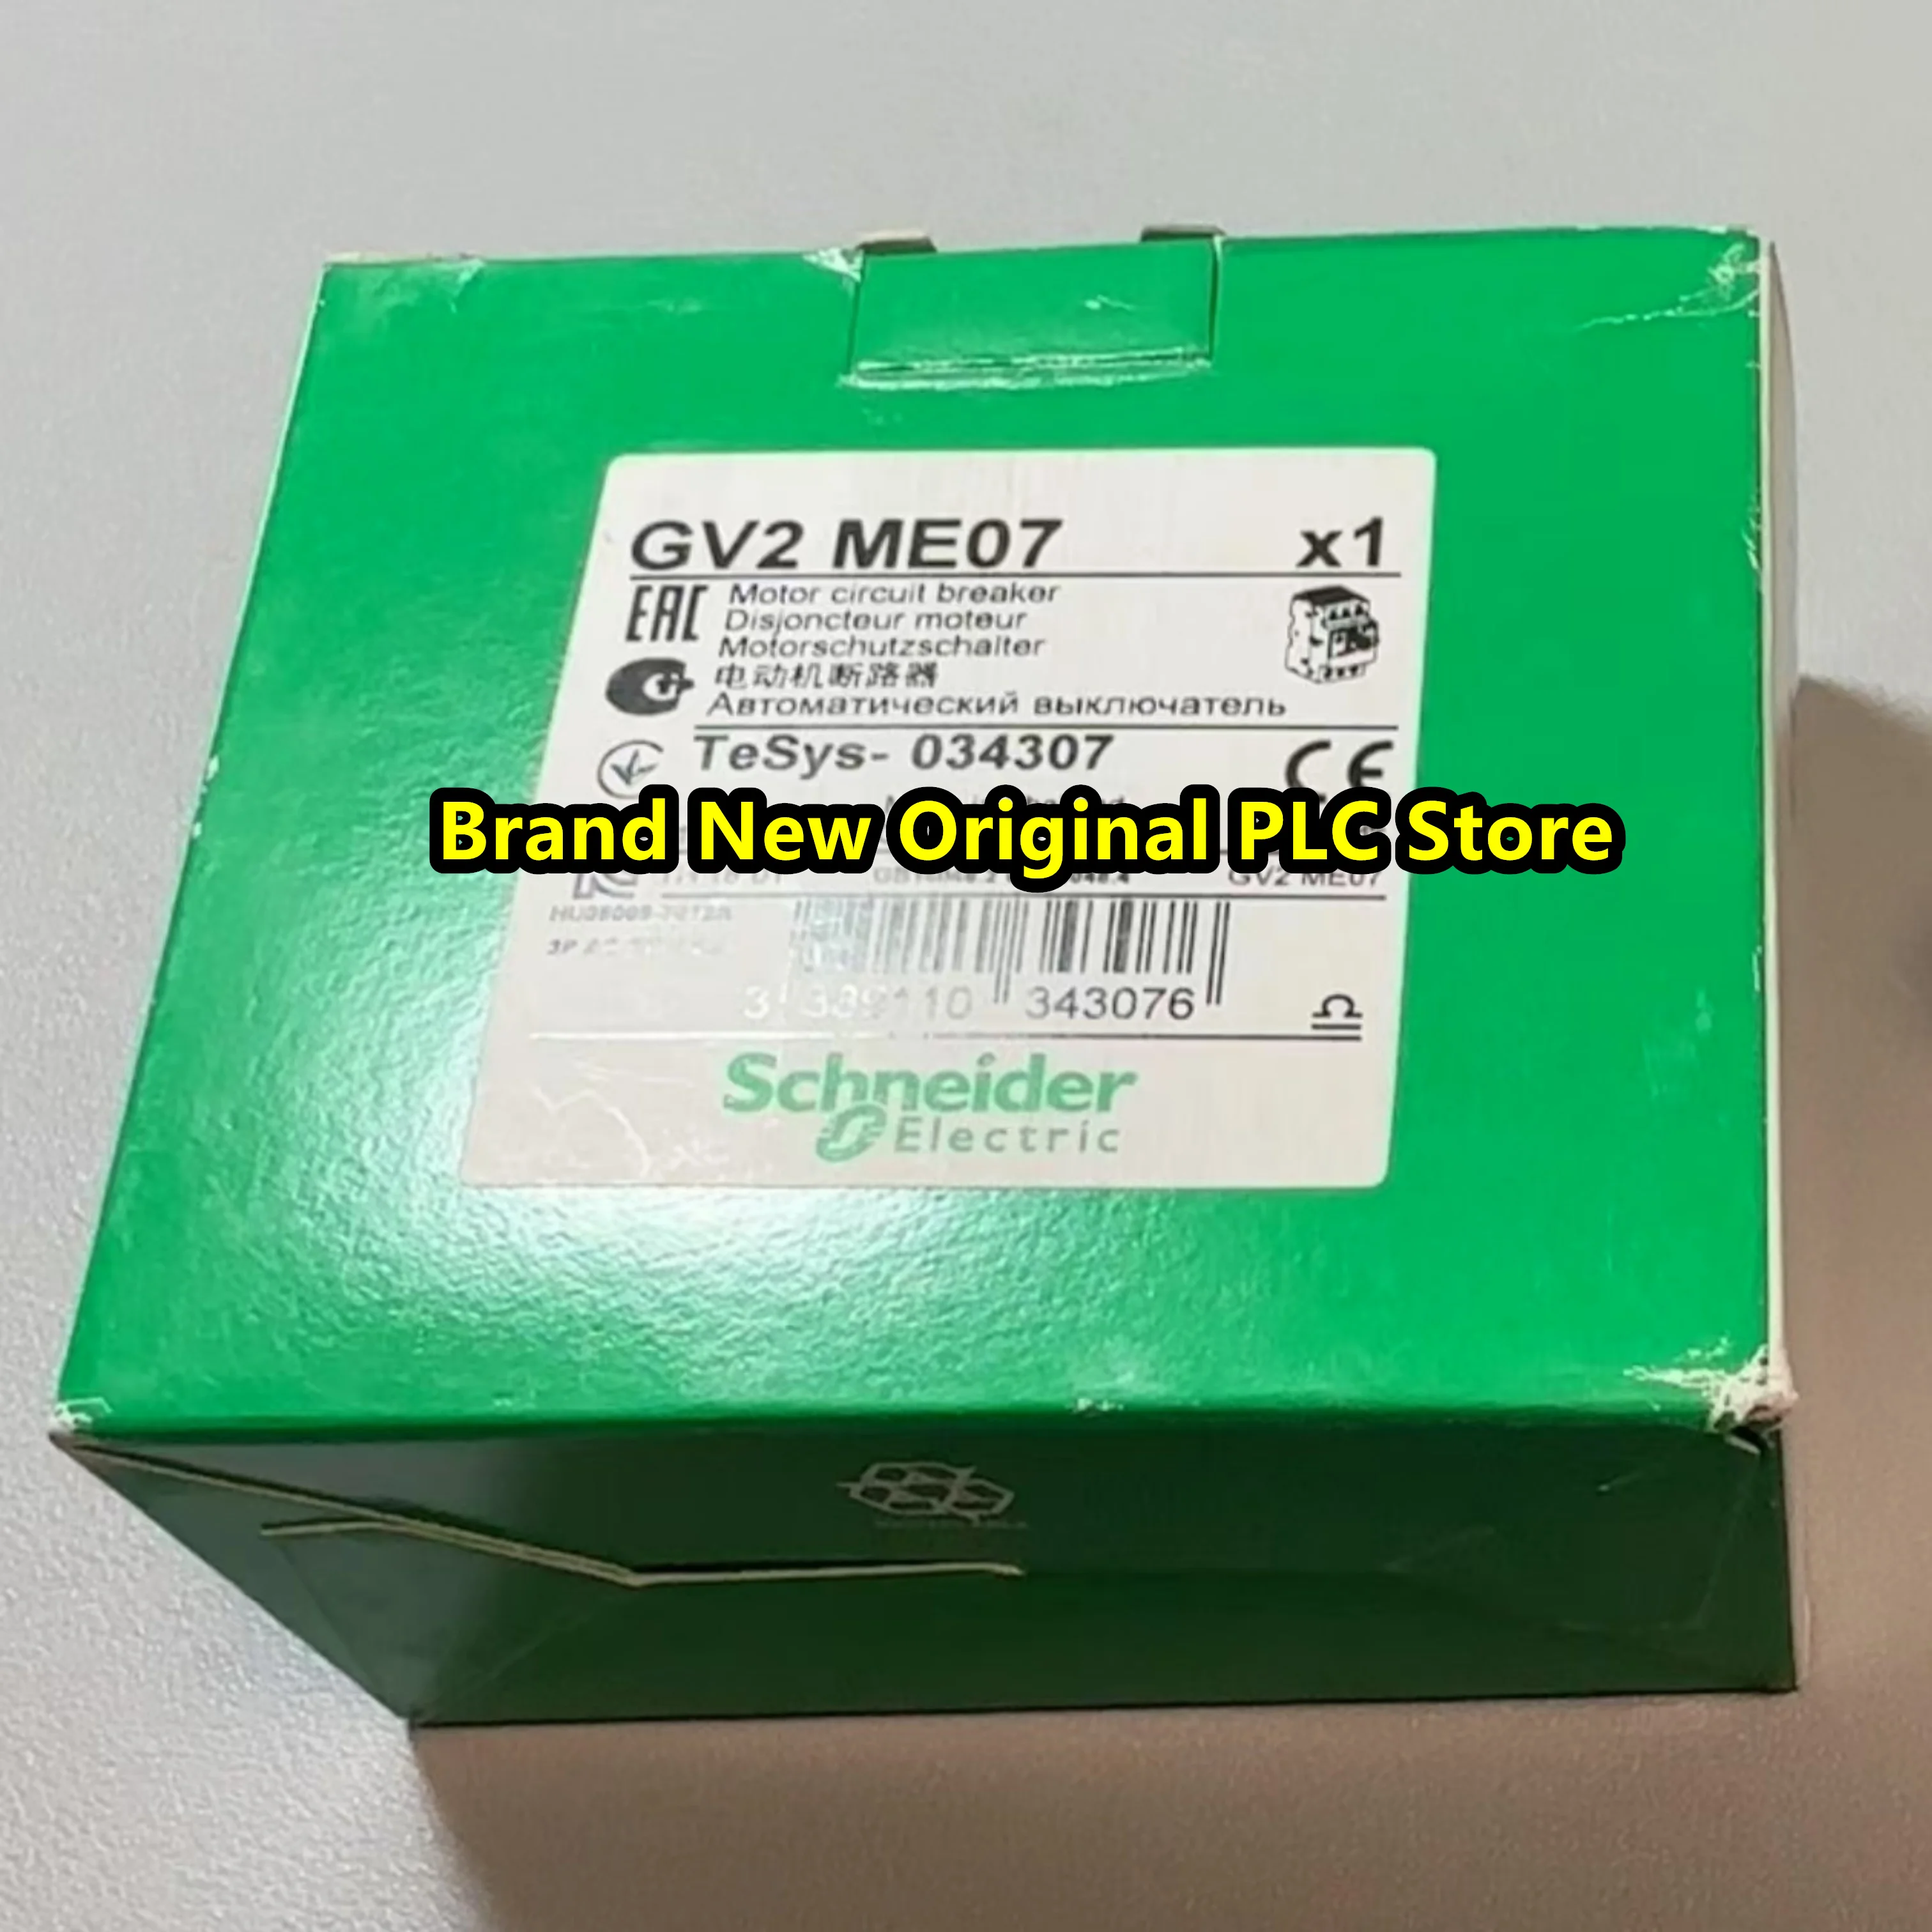 GV2 ME07 x1
EAC Motor circuit breaker
Disjoncteur moteur
Motorschutzschalter
电动机断路器
Автоматический выключатель
TeSys- 034307 CE
Brand New Original PLC Store
GV2 ME07
343076
Schneider
Electric